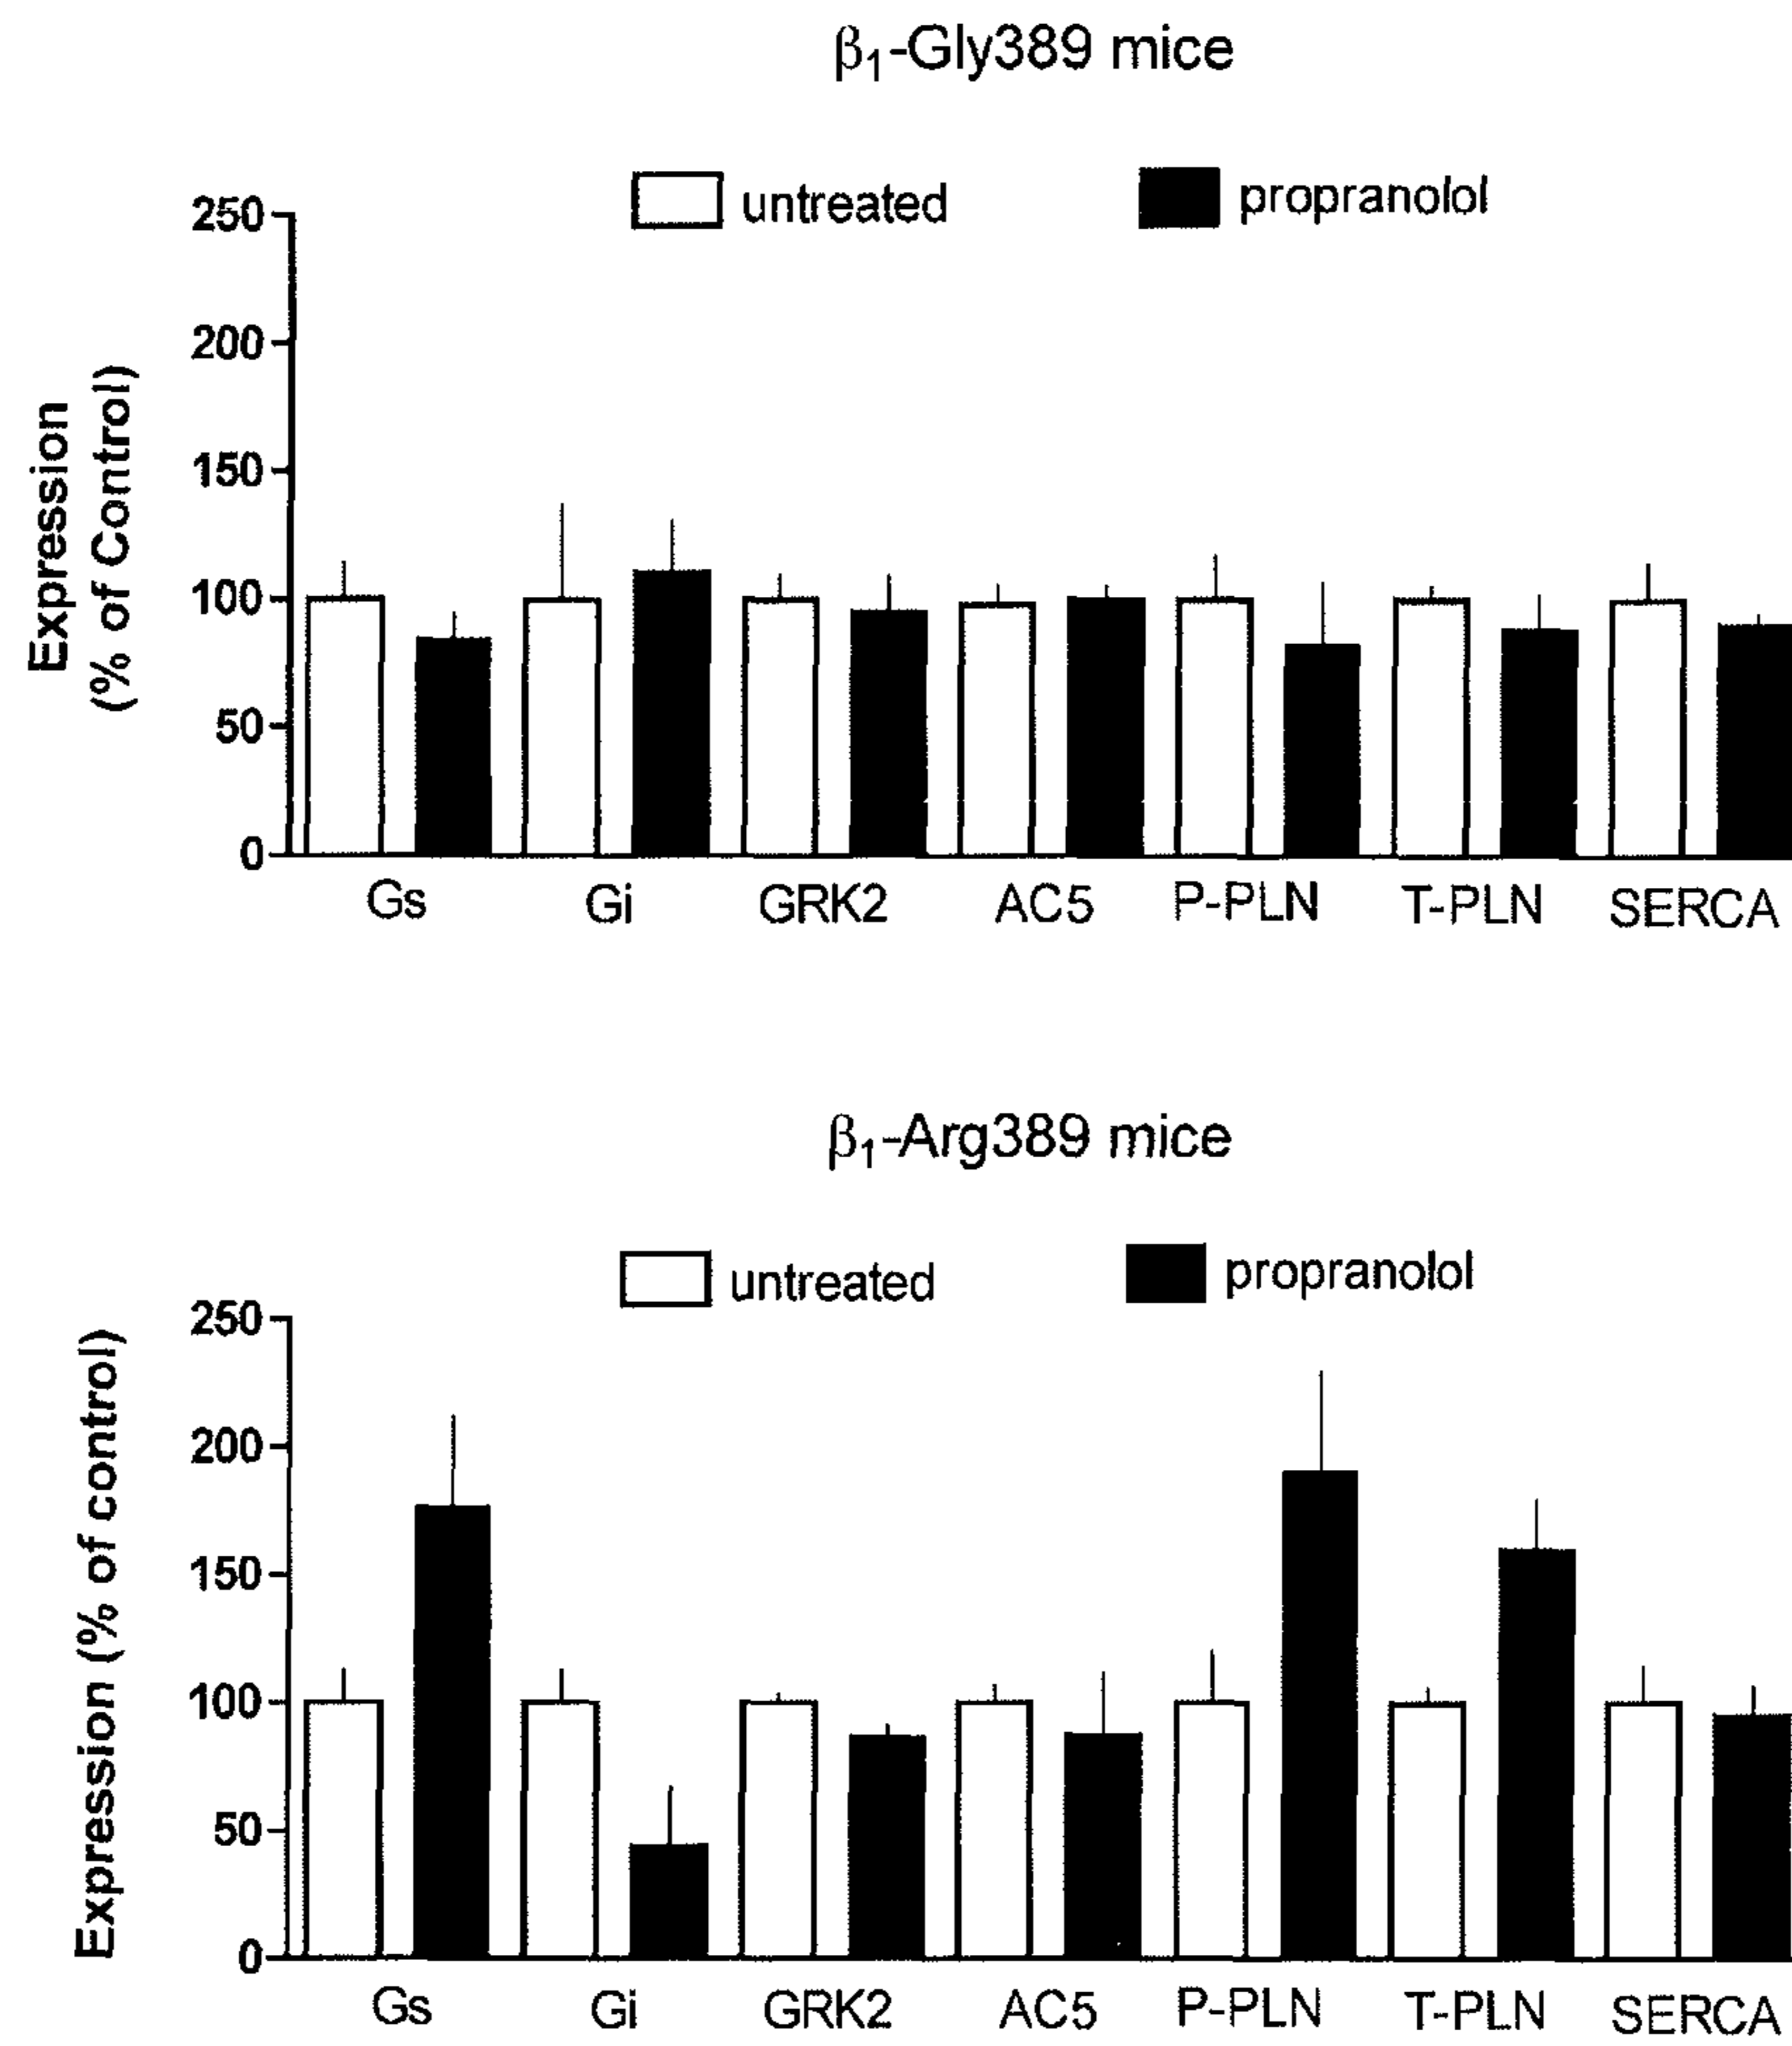 β1-Gly389 mice
untreated
propranolol
250
200
150
100
50
0
Expression
(% of Control)
Gs Gi GRK2 AC5 P-PLN T-PLN SERCA
β1-Arg389 mice
untreated
propranolol
250
200
150
100
50
0
Expression (% of control)
Gs Gi GRK2 AC5 P-PLN T-PLN SERCA